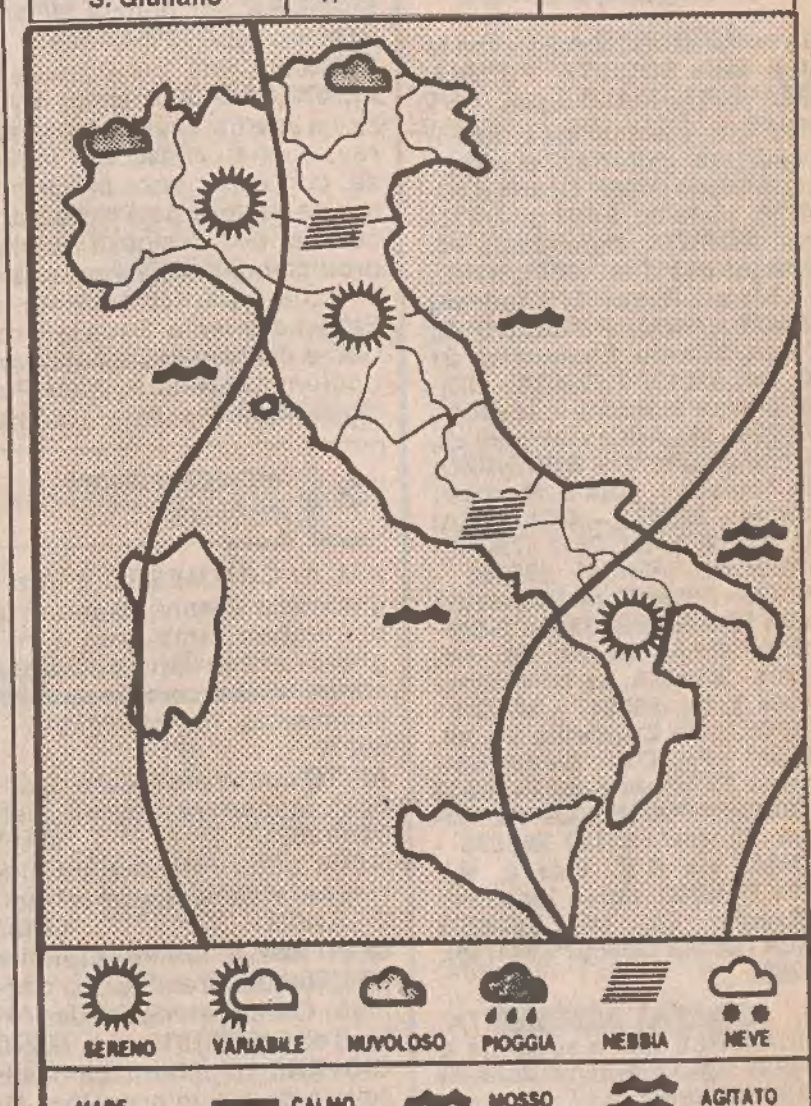 S. Giuliano
SERENO VARIABILE NUVOLOSO PIOGGIA NEBBIA NEVE
MARE CALMO MOSSO AGITATO